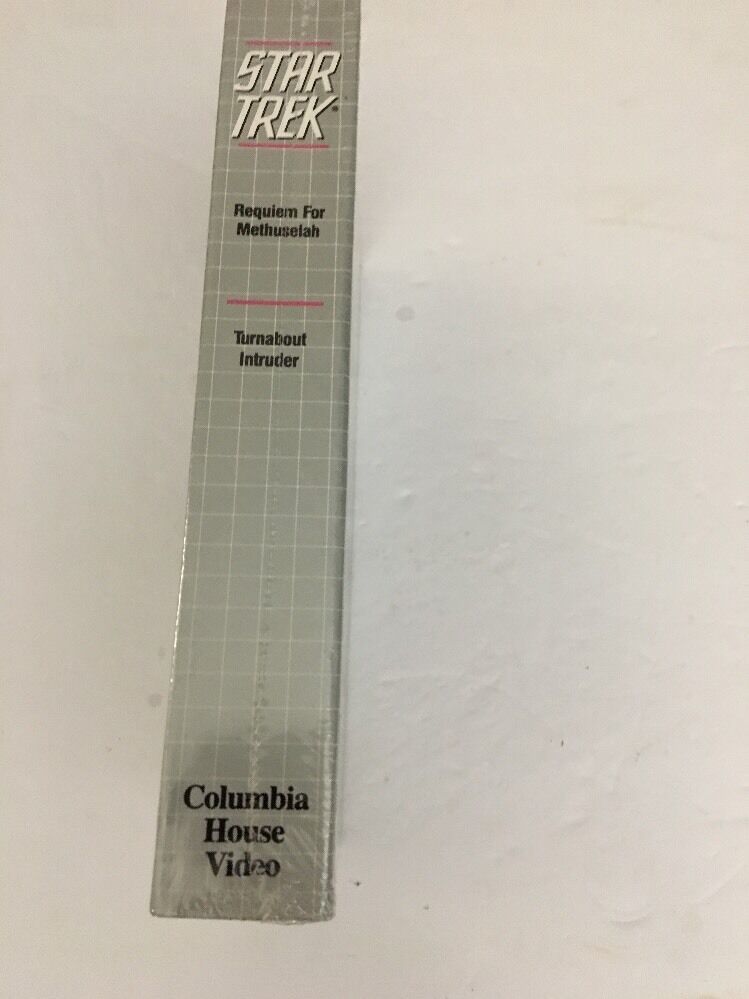 STAR
TREK®
Requiem For
Methuselah
Turnabout
Intruder
Columbia
House
Video